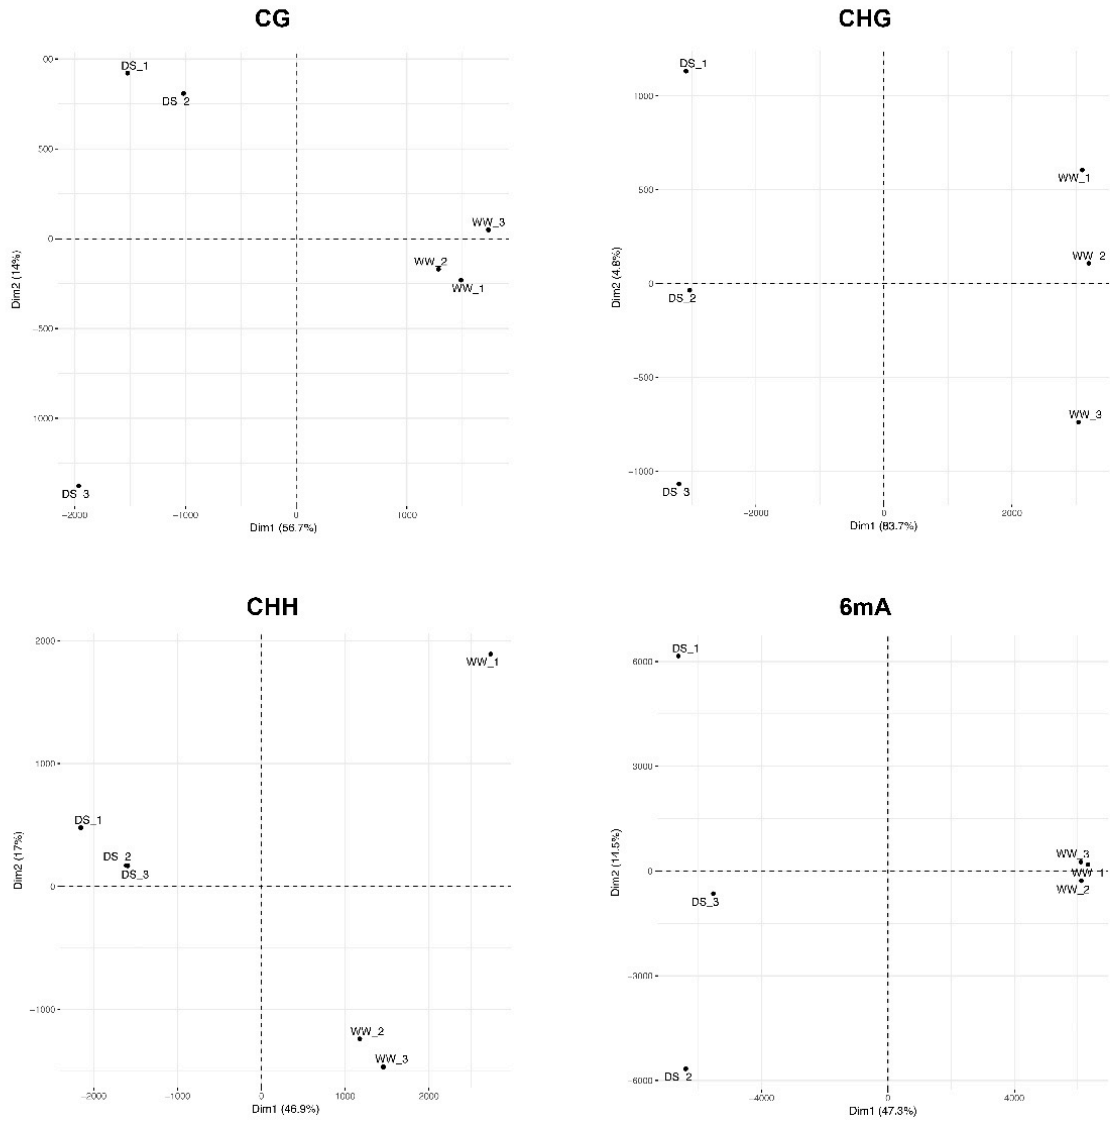 CG
00
500
0
−500
1000
Dim2 (14%)
DS_1
DS_2
WW_3
WW_2
WW_1
DS_3
−2000
−1000
0
1000
Dim1 (56.7%)
CHG
1000
500
0
−500
−1000
Dim2 (4.8%)
DS_1
WW_1
WW_2
DS_2
WW_3
DS_3
−2000
0
2000
Dim1 (83.7%)
CHH
2000
1000
0
−1000
Dim2 (17%)
WW_1
DS_1
DS_2
DS_3
WW_2
WW_3
−2000
−1000
0
1000
2000
Dim1 (46.9%)
6mA
6000
3000
0
−3000
−6000
Dim2 (14.5%)
DS_1
WW_3
WW_1
WW_2
DS_3
DS_2
−4000
0
4000
Dim1 (47.3%)